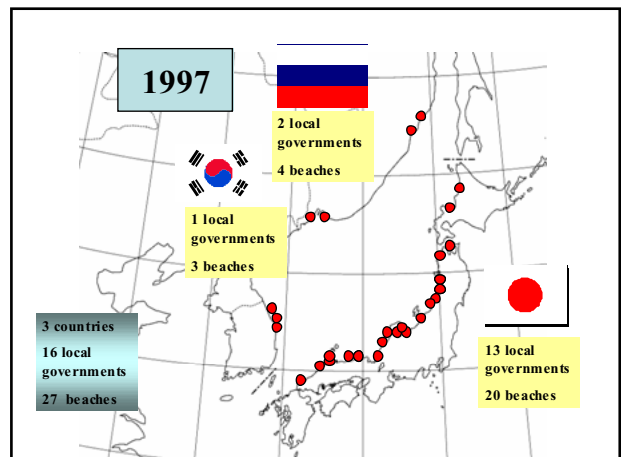 1997
2 local
governments
4 beaches
1 local
governments
3 beaches
3 countries
16 local
governments
27 beaches
13 local
governments
20 beaches